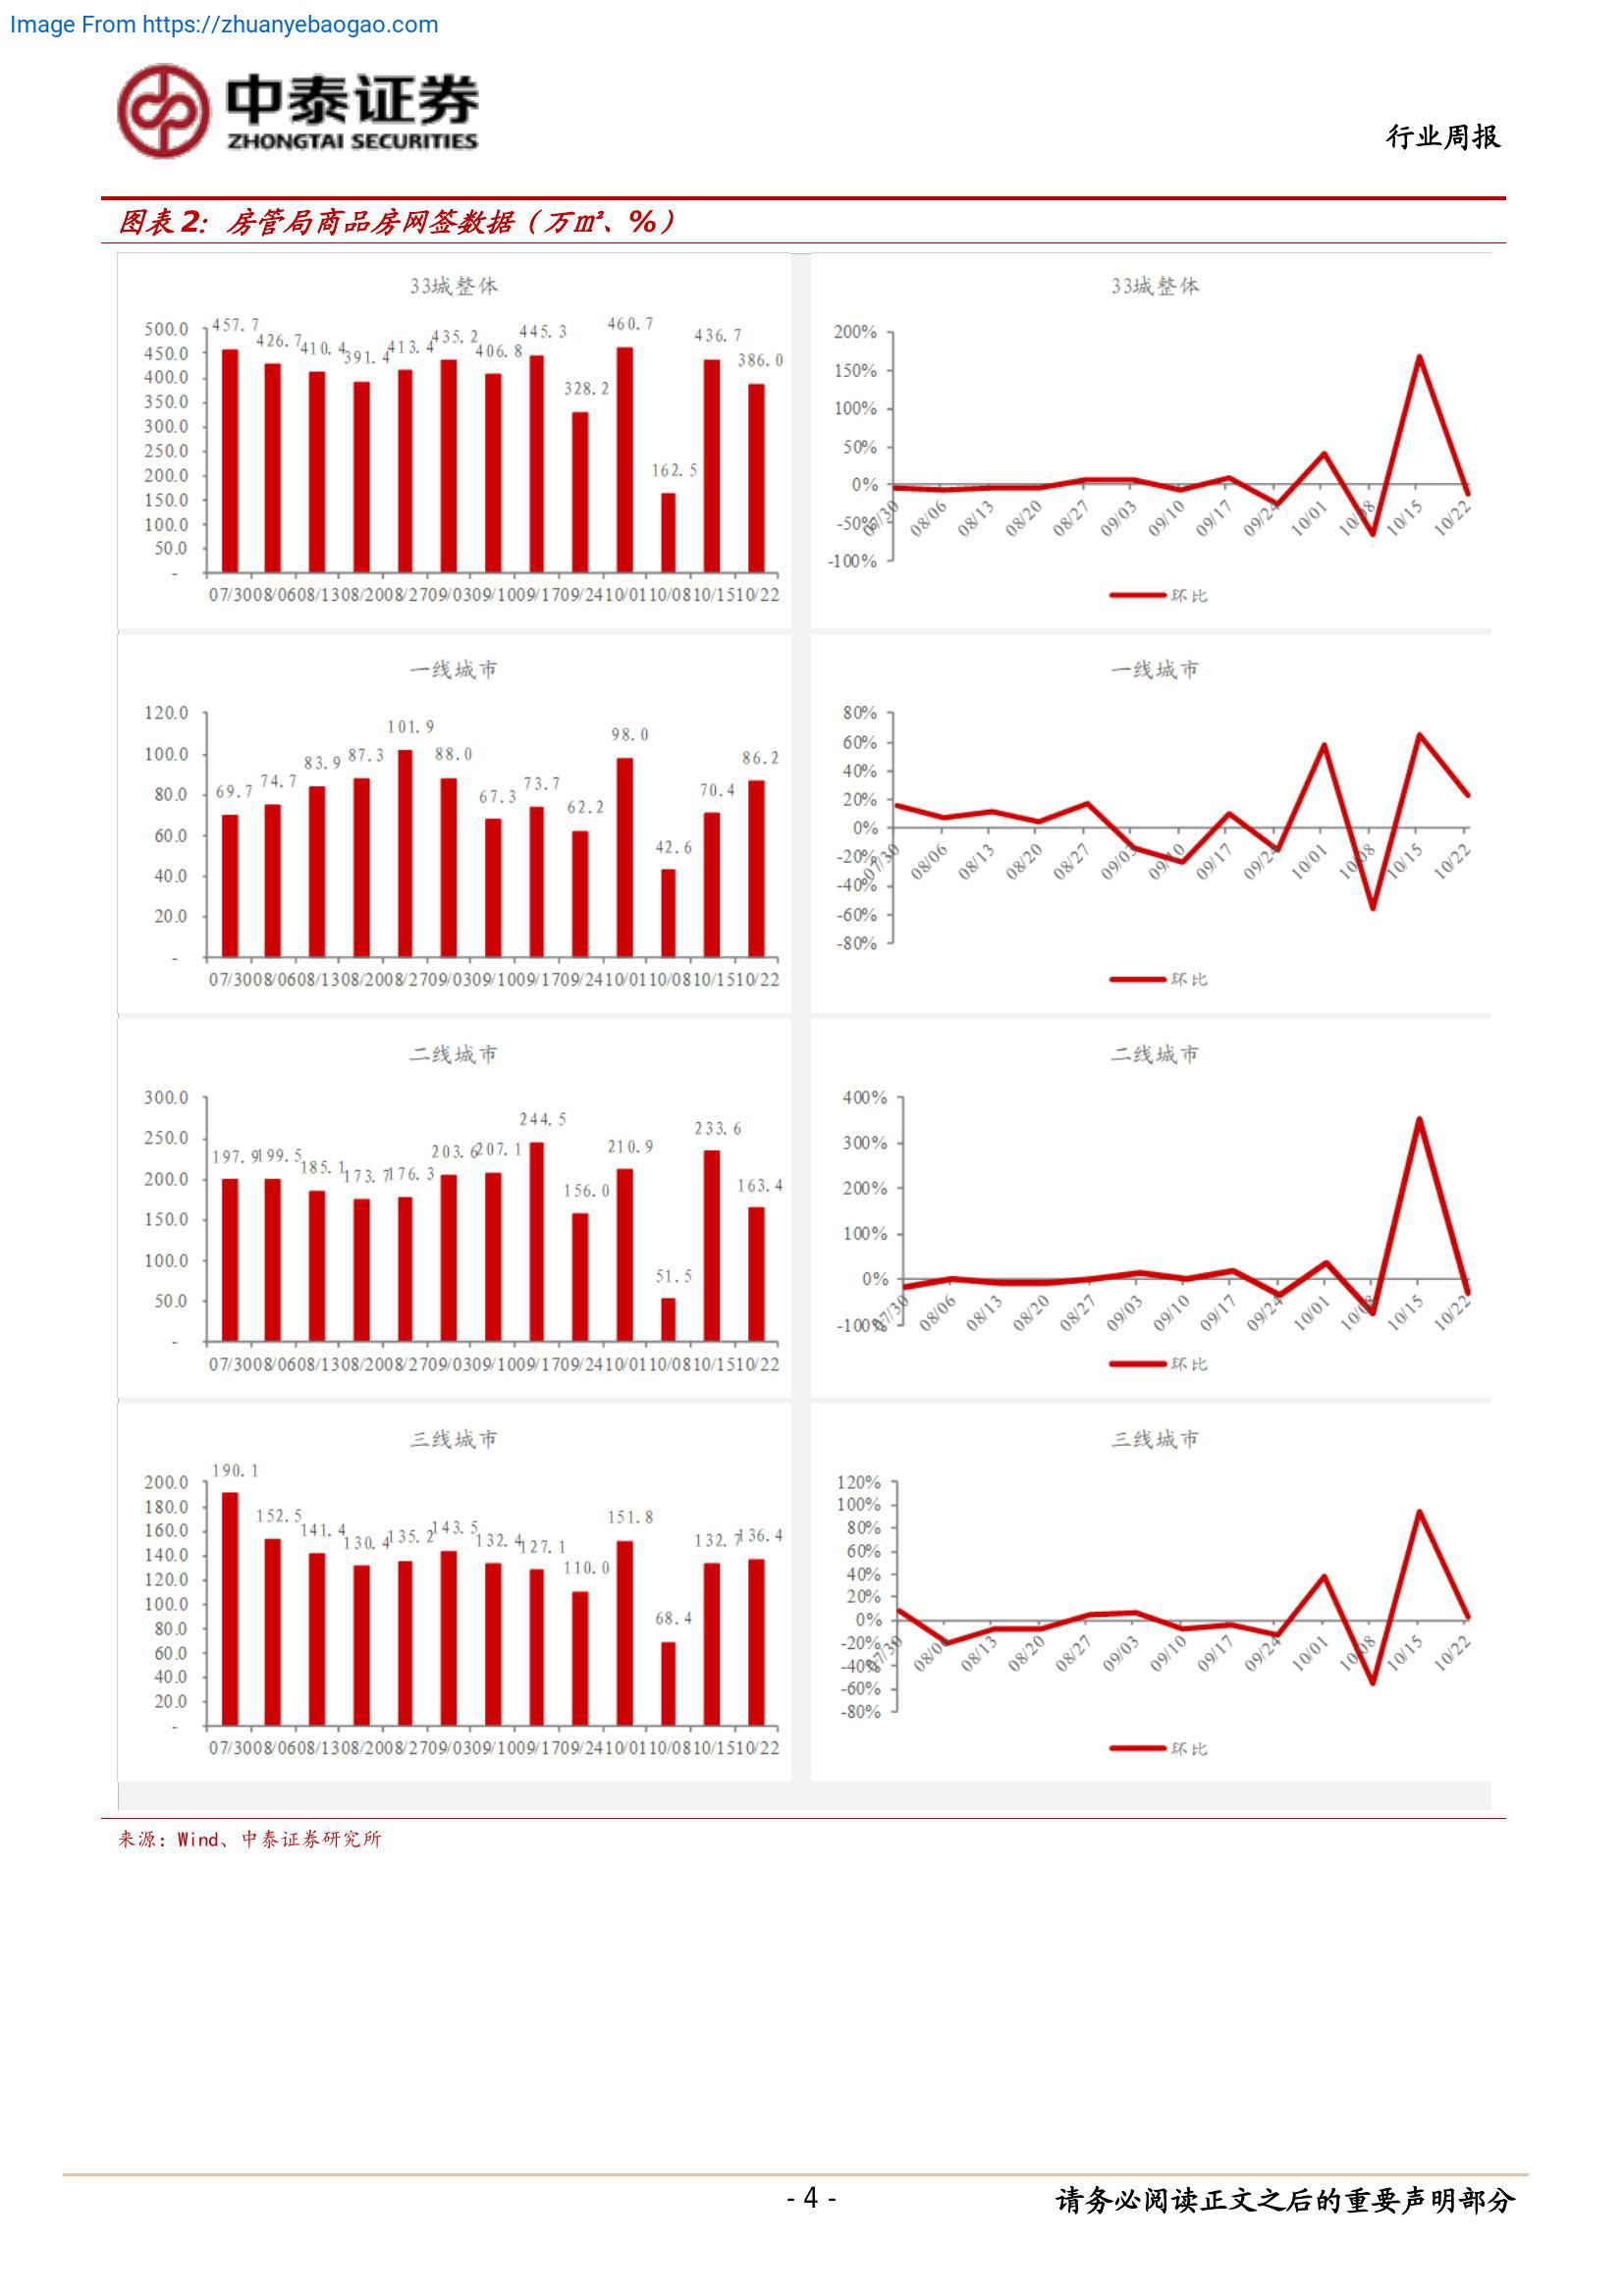 Image From https://zhuanyebaogao.com
中泰证券
ZHONGTAI SECURITIES
行业周报
图表 2：房管局商品房网签数据（万㎡、%）
33城整体
500.0
450.0
400.0
350.0
300.0
250.0
200.0
150.0
100.0
50.0
-
457.7 426.7 410.4 391.4 413.4 435.2 406.8 445.3 328.2 460.7 162.5 436.7 386.0
07/30 08/06 08/13 08/20 08/27 09/03 09/10 09/17 09/24 10/01 10/08 10/15 10/22
33城整体
200%
150%
100%
50%
0%
-50%
-100%
07/30 08/06 08/13 08/20 08/27 09/03 09/10 09/17 09/24 10/01 10/08 10/15 10/22
环比
一线城市
120.0
100.0
80.0
60.0
40.0
20.0
-
69.7 74.7 83.9 87.3 101.9 88.0 67.3 73.7 62.2 98.0 42.6 70.4 86.2
07/30 08/06 08/13 08/20 08/27 09/03 09/10 09/17 09/24 10/01 10/08 10/15 10/22
一线城市
80%
60%
40%
20%
0%
-20%
-40%
-60%
-80%
07/30 08/06 08/13 08/20 08/27 09/03 09/10 09/17 09/24 10/01 10/08 10/15 10/22
环比
二线城市
300.0
250.0
200.0
150.0
100.0
50.0
-
197.9 199.5 185.1 173.7 176.3 203.6 207.1 244.5 156.0 210.9 51.5 233.6 163.4
07/30 08/06 08/13 08/20 08/27 09/03 09/10 09/17 09/24 10/01 10/08 10/15 10/22
二线城市
400%
300%
200%
100%
0%
-100%
07/30 08/06 08/13 08/20 08/27 09/03 09/10 09/17 09/24 10/01 10/08 10/15 10/22
环比
三线城市
200.0
180.0
160.0
140.0
120.0
100.0
80.0
60.0
40.0
20.0
-
190.1 152.5 141.4 130.4 135.2 143.5 132.4 127.1 110.0 151.8 68.4 132.7 136.4
07/30 08/06 08/13 08/20 08/27 09/03 09/10 09/17 09/24 10/01 10/08 10/15 10/22
三线城市
120%
100%
80%
60%
40%
20%
0%
-20%
-40%
-60%
-80%
07/30 08/06 08/13 08/20 08/27 09/03 09/10 09/17 09/24 10/01 10/08 10/15 10/22
环比
来源：Wind、中泰证券研究所
- 4 -
请务必阅读正文之后的重要声明部分